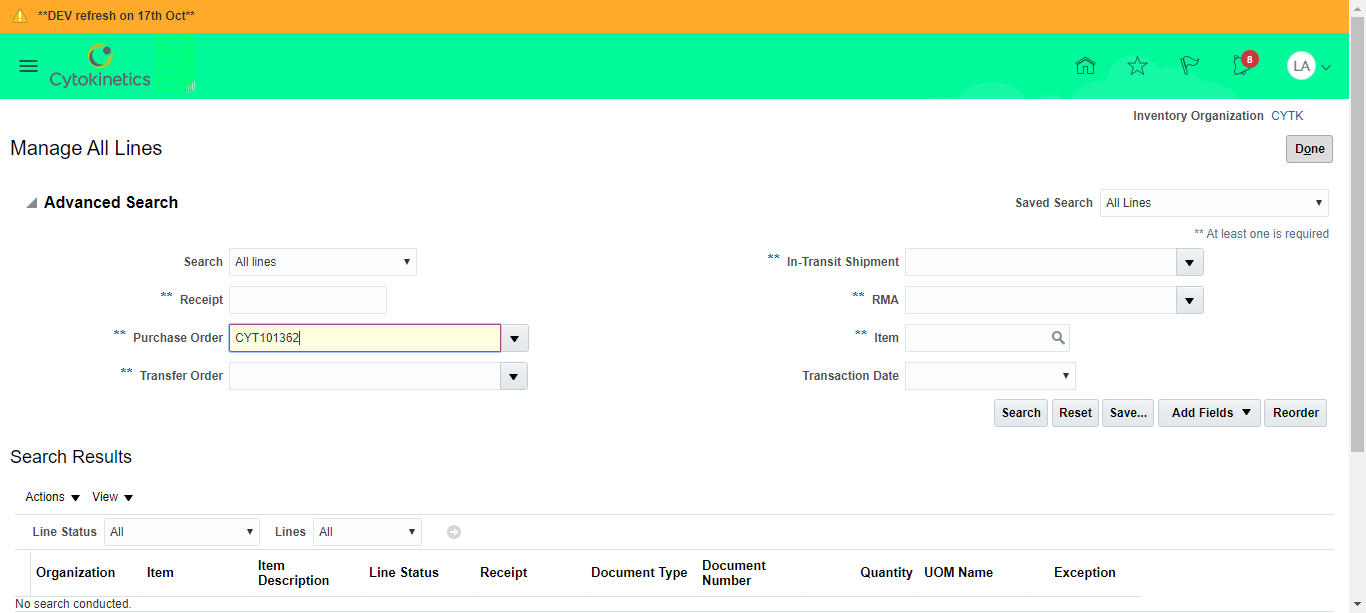 **DEV refresh on 17th Oct**
Cytokinetics
8
LA
Inventory Organization CYTK
Manage All Lines
Done
Advanced Search
Saved Search All Lines
** At least one is required
Search All lines
** In-Transit Shipment
** Receipt
** RMA
** Purchase Order CYT101362
** Item
** Transfer Order
Transaction Date
Search Reset Save... Add Fields Reorder
Search Results
Actions View
Line Status All Lines All
Organization Item Item Description Line Status Receipt Document Type Document Number Quantity UOM Name Exception
No search conducted.